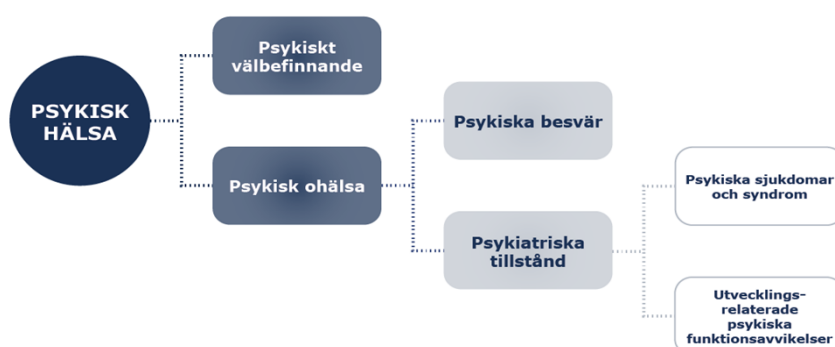 PSYKISK
HÄLSA
Psykiskt
välbefinnande
Psykisk ohälsa
Psykiska besvär
Psykiatriska
tillstånd
Psykiska sjukdomar
och syndrom
Utvecklings-
relaterade
psykiska
funktionsavvikelser